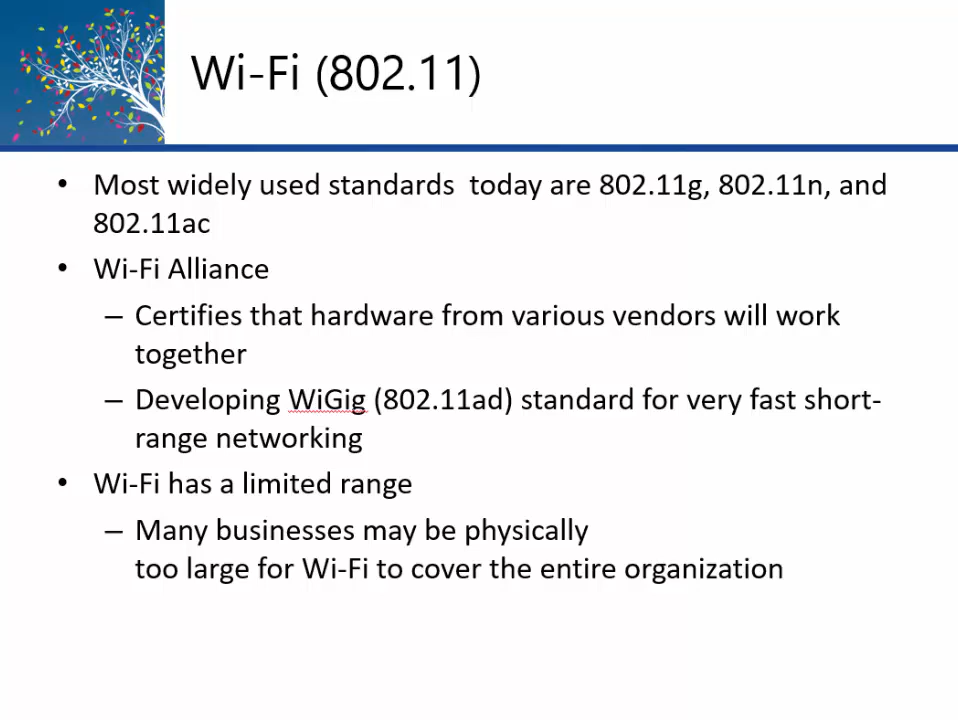 Wi-Fi (802.11)
• Most widely used standards  today are 802.11g, 802.11n, and
802.11ac
• Wi-Fi Alliance
– Certifies that hardware from various vendors will work
together
– Developing WiGig (802.11ad) standard for very fast short-
range networking
• Wi-Fi has a limited range
– Many businesses may be physically
too large for Wi-Fi to cover the entire organization